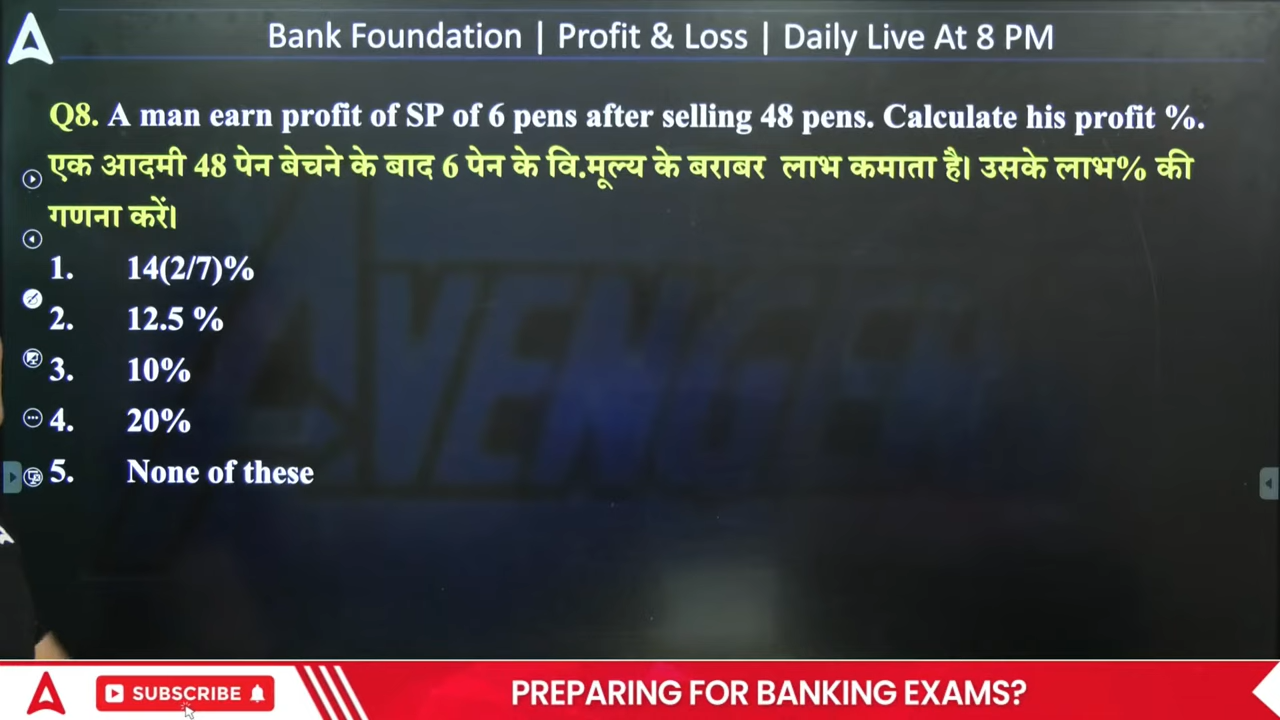 Bank Foundation | Profit & Loss | Daily Live At 8 PM
Q8. A man earn profit of SP of 6 pens after selling 48 pens. Calculate his profit %.
एक आदमी 48 पेन बेचने के बाद 6 पेन के वि.मूल्य के बराबर लाभ कमाता है। उसके लाभ% की
गणना करें।
1. 14(2/7)%
2. 12.5 %
3. 10%
4. 20%
5. None of these
SUBSCRIBE
PREPARING FOR BANKING EXAMS?